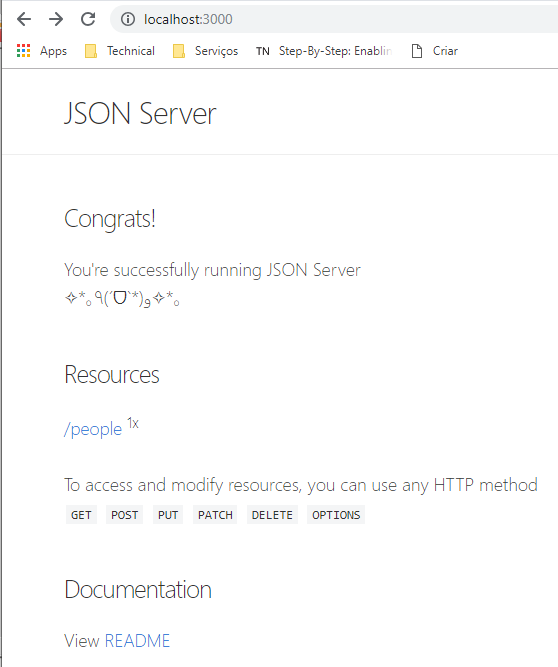 localhost:3000
Apps Technical Serviços TN Step-By-Step: Enablin Criar
JSON Server
Congrats!
You're successfully running JSON Server
✧*｡٩(ˊᗜˋ*)و✧*｡
Resources
/people 1x
To access and modify resources, you can use any HTTP method
GET POST PUT PATCH DELETE OPTIONS
Documentation
View README